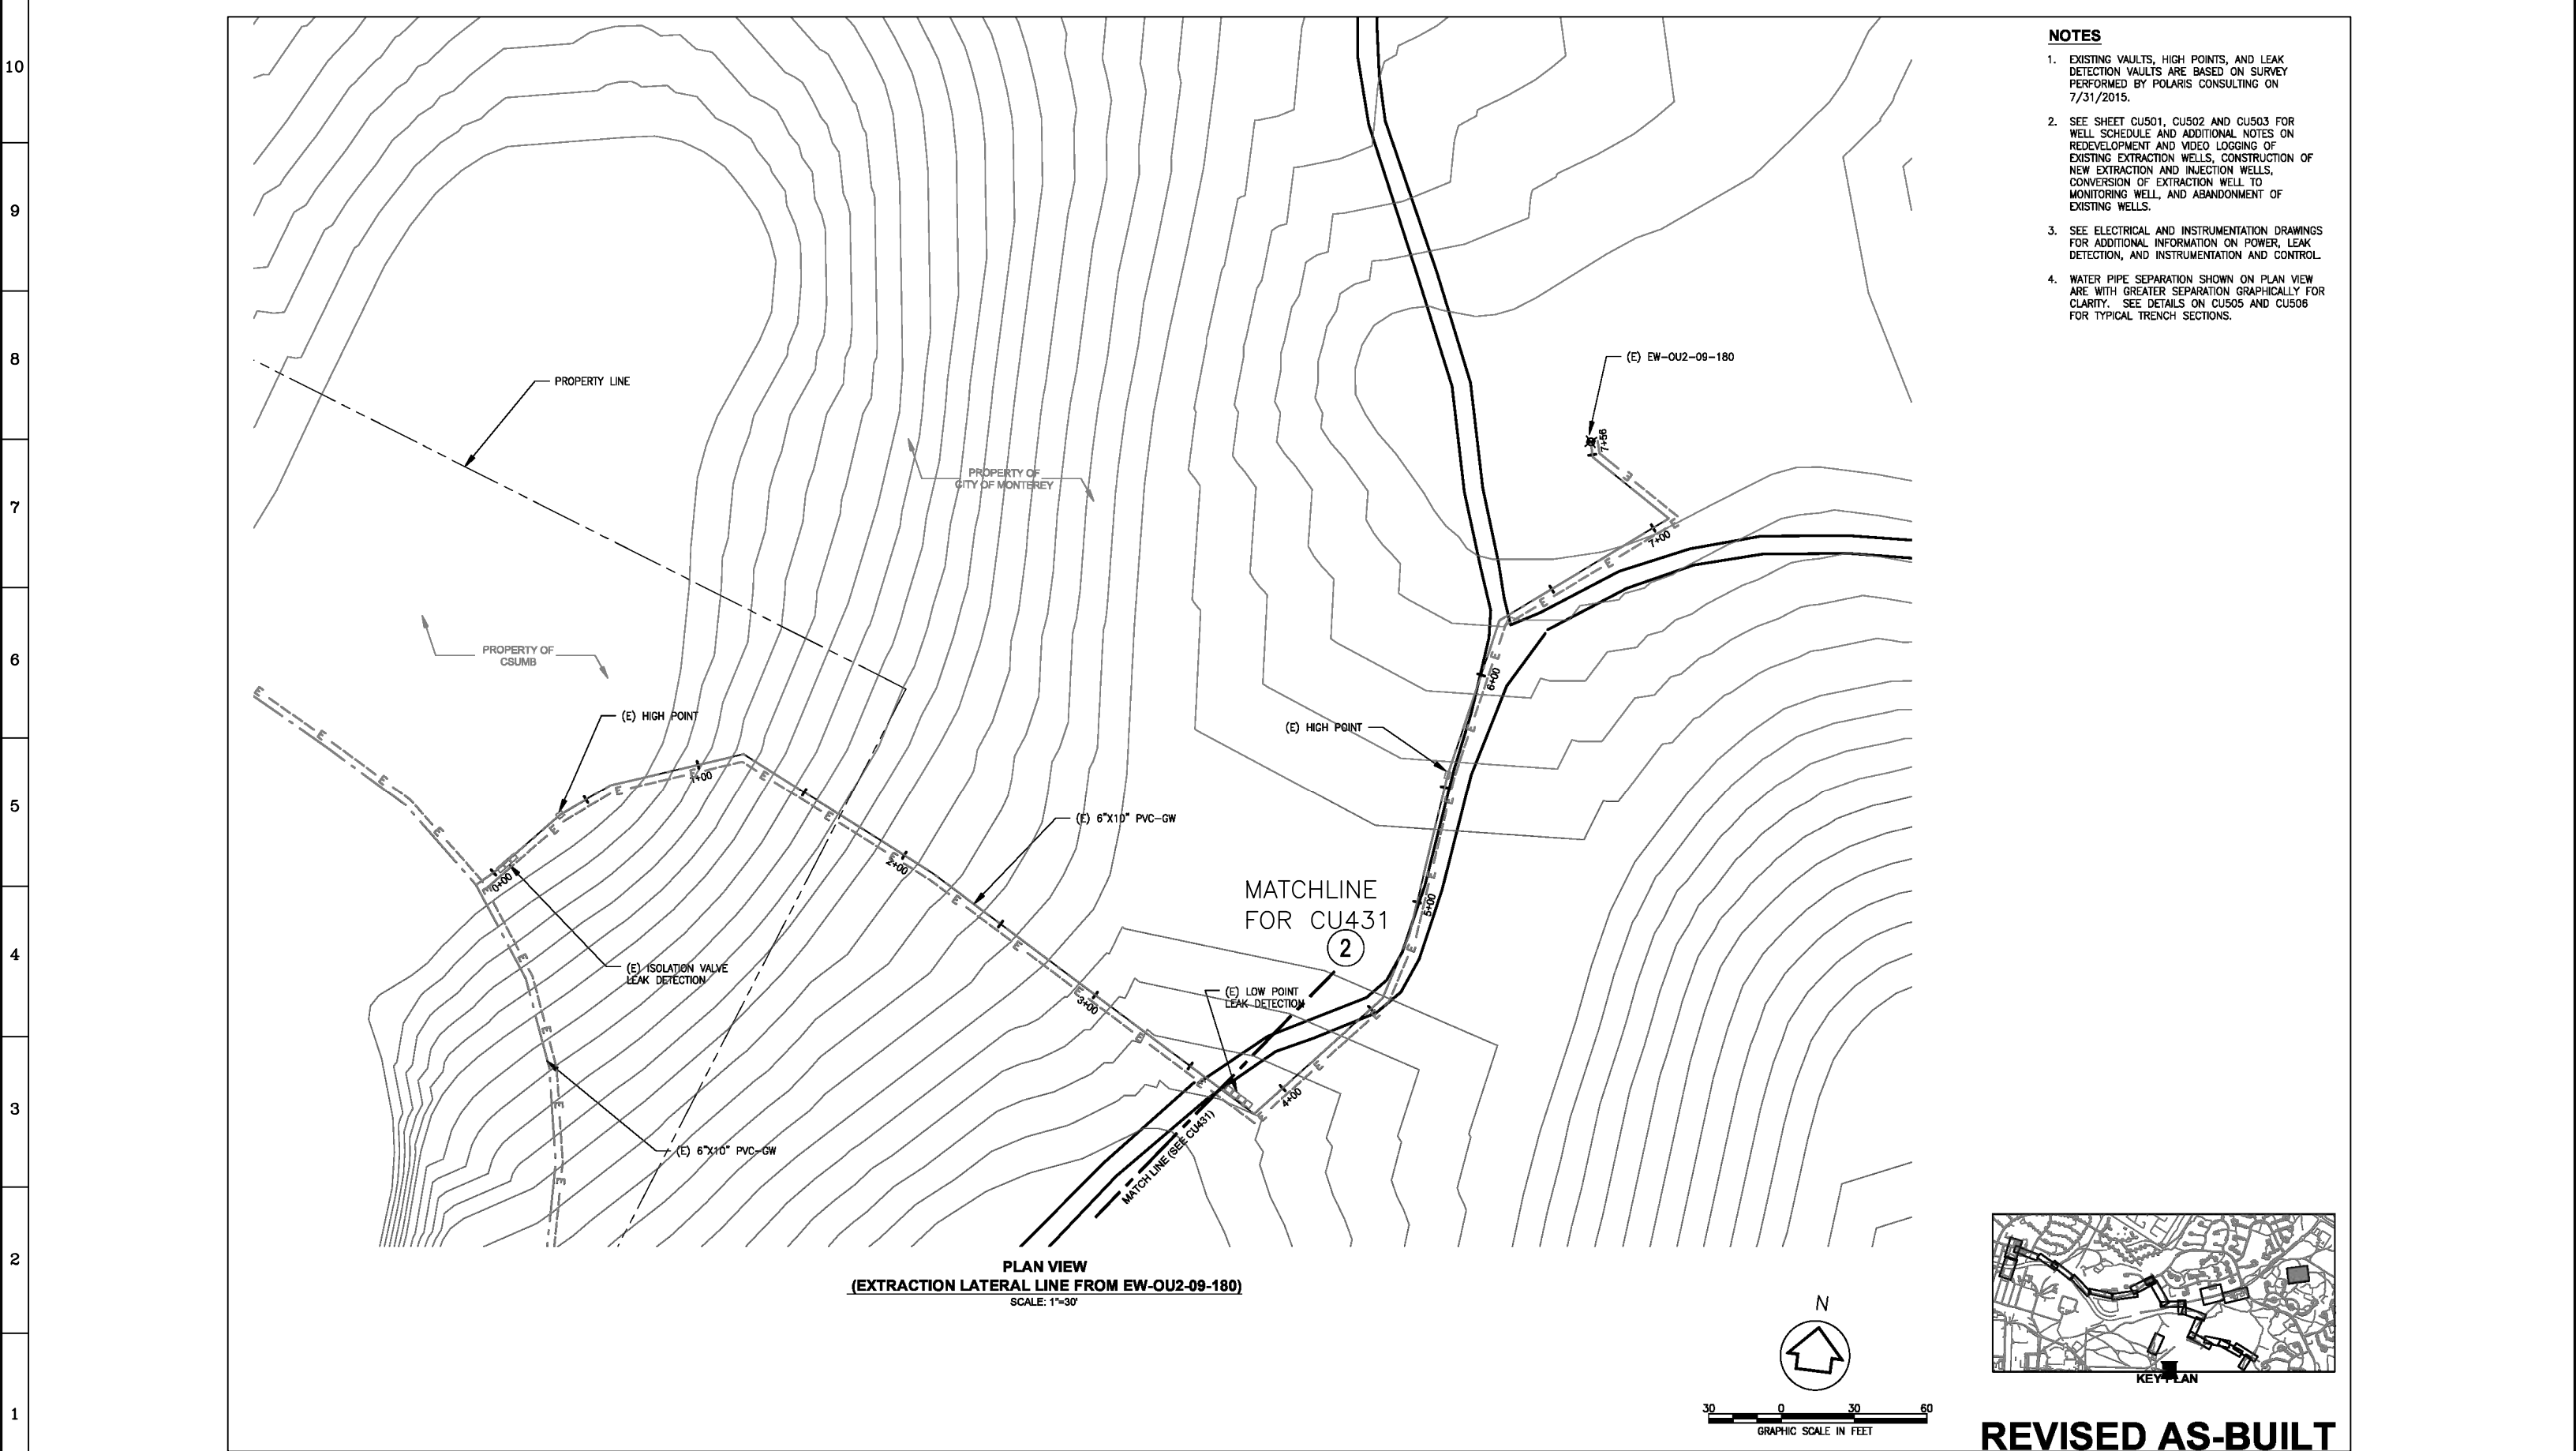 10
9
8
7
6
5
4
3
2
1
NOTES
1. EXISTING VAULTS, HIGH POINTS, AND LEAK
DETECTION VAULTS ARE BASED ON SURVEY
PERFORMED BY POLARIS CONSULTING ON
7/31/2015.
2. SEE SHEET CU501, CU502 AND CU503 FOR
WELL SCHEDULE AND ADDITIONAL NOTES ON
REDEVELOPMENT AND VIDEO LOGGING OF
EXISTING EXTRACTION WELLS, CONSTRUCTION OF
NEW EXTRACTION AND INJECTION WELLS,
CONVERSION OF EXTRACTION WELL TO
MONITORING WELL, AND ABANDONMENT OF
EXISTING WELLS.
3. SEE ELECTRICAL AND INSTRUMENTATION DRAWINGS
FOR ADDITIONAL INFORMATION ON POWER, LEAK
DETECTION, AND INSTRUMENTATION AND CONTROL.
4. WATER PIPE SEPARATION SHOWN ON PLAN VIEW
ARE WITH GREATER SEPARATION GRAPHICALLY FOR
CLARITY. SEE DETAILS ON CU505 AND CU506
FOR TYPICAL TRENCH SECTIONS.
(E) EW-OU2-09-180
7+56
PROPERTY LINE
PROPERTY OF
CITY OF MONTEREY
7+00
PROPERTY OF
CSUMB
6+00
(E) HIGH POINT
(E) HIGH POINT
1+00
(E) 6"X10" PVC-GW
2+00
0+00
MATCHLINE
FOR CU431
2
5+00
(E) ISOLATION VALVE
LEAK DETECTION
(E) LOW POINT
LEAK DETECTION
3+00
4+00
MATCH LINE (SEE CU431)
(E) 6"X10" PVC-GW
PLAN VIEW
(EXTRACTION LATERAL LINE FROM EW-OU2-09-180)
SCALE: 1"=30'
N
30 0 30 60
GRAPHIC SCALE IN FEET
KEY PLAN
REVISED AS-BUILT